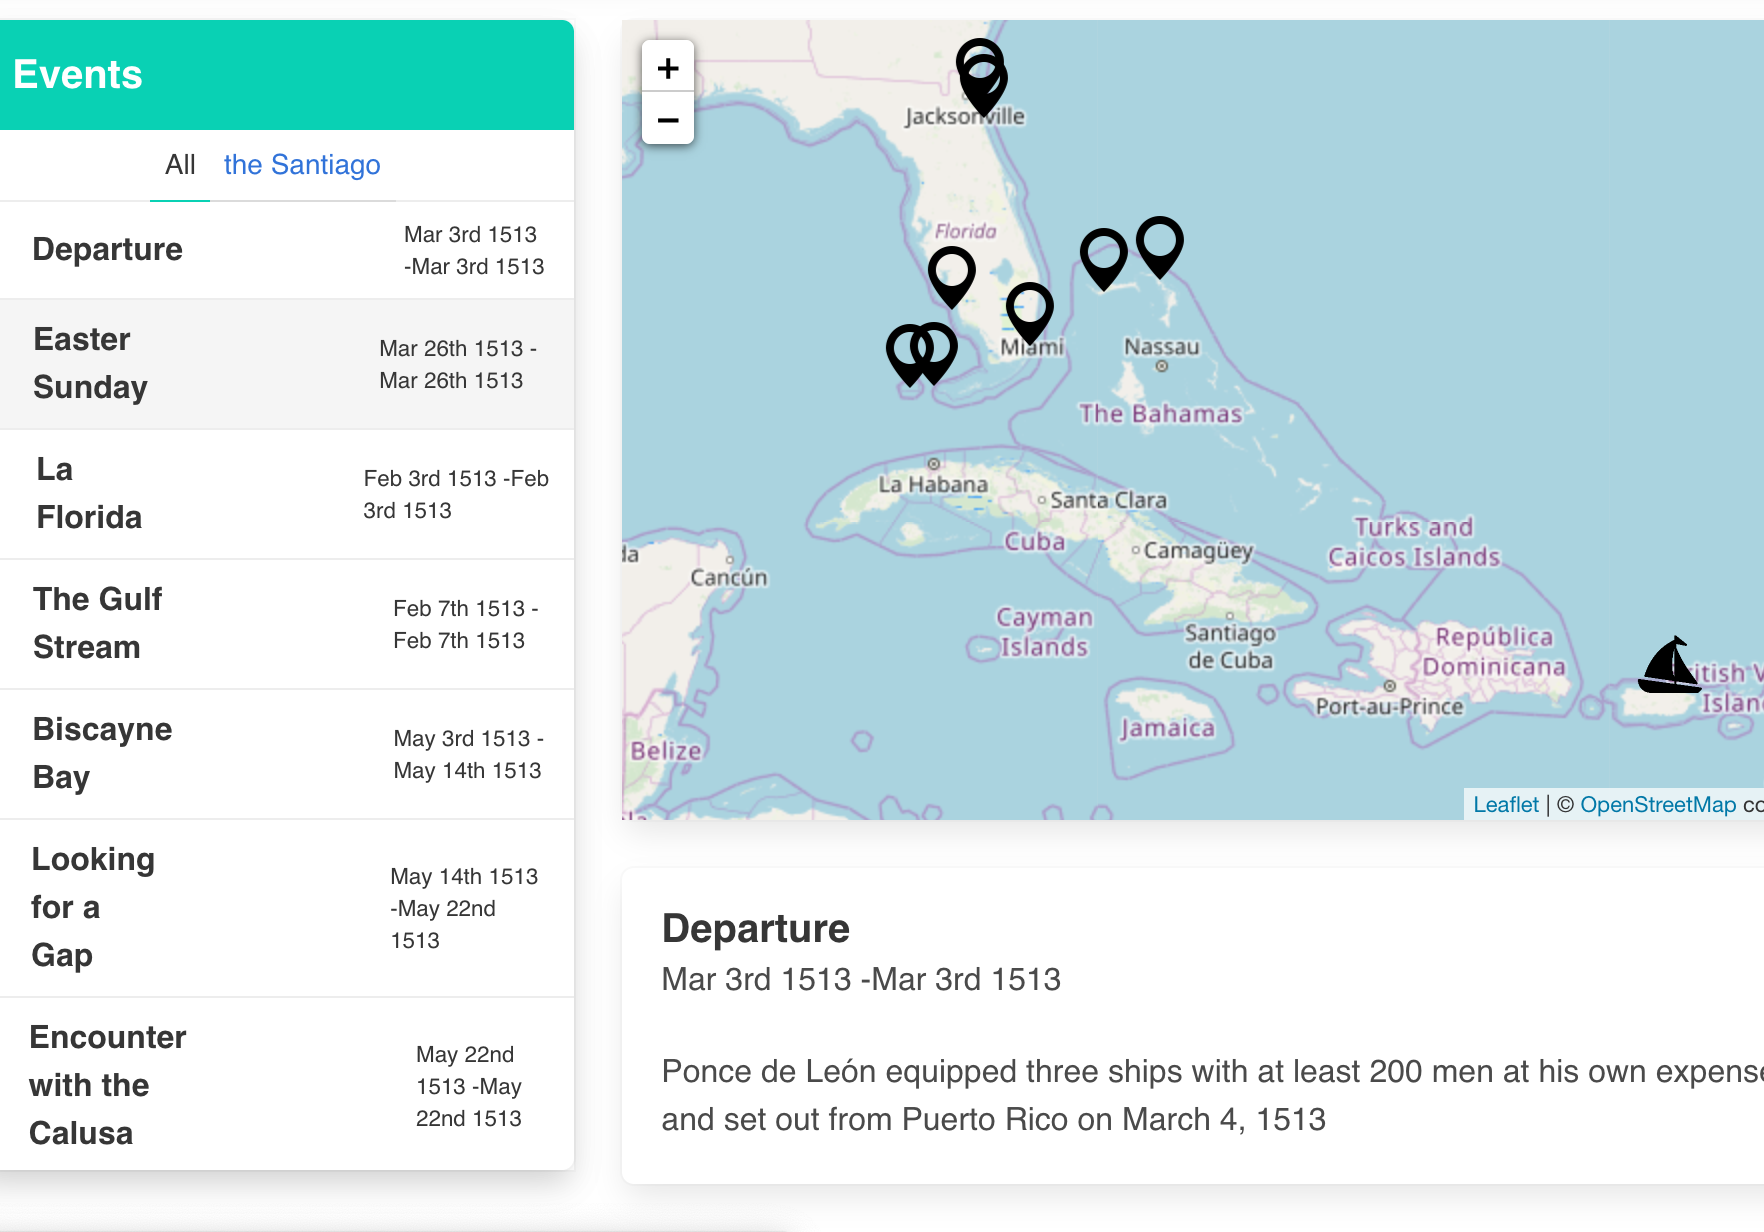 Events
All the Santiago
Departure
Mar 3rd 1513
-Mar 3rd 1513
Easter
Sunday
Mar 26th 1513 -
Mar 26th 1513
La
Florida
Feb 3rd 1513 -Feb
3rd 1513
The Gulf
Stream
Feb 7th 1513 -
Feb 7th 1513
Biscayne
Bay
May 3rd 1513 -
May 14th 1513
Looking
for a
Gap
May 14th 1513
-May 22nd
1513
Encounter
with the
Calusa
May 22nd
1513 -May
22nd 1513
+
−
Jacksonville
Florida
Miami
Nassau
The Bahamas
La Habana
Santa Clara
Cuba
Camagüey
Turks and
Caicos Islands
da
Cancún
Cayman
Islands
Santiago
de Cuba
República
Dominicana
Port-au-Prince
itish V
Islan
Jamaica
Belize
Leaflet | © OpenStreetMap co
Departure
Mar 3rd 1513 -Mar 3rd 1513
Ponce de León equipped three ships with at least 200 men at his own expense
and set out from Puerto Rico on March 4, 1513